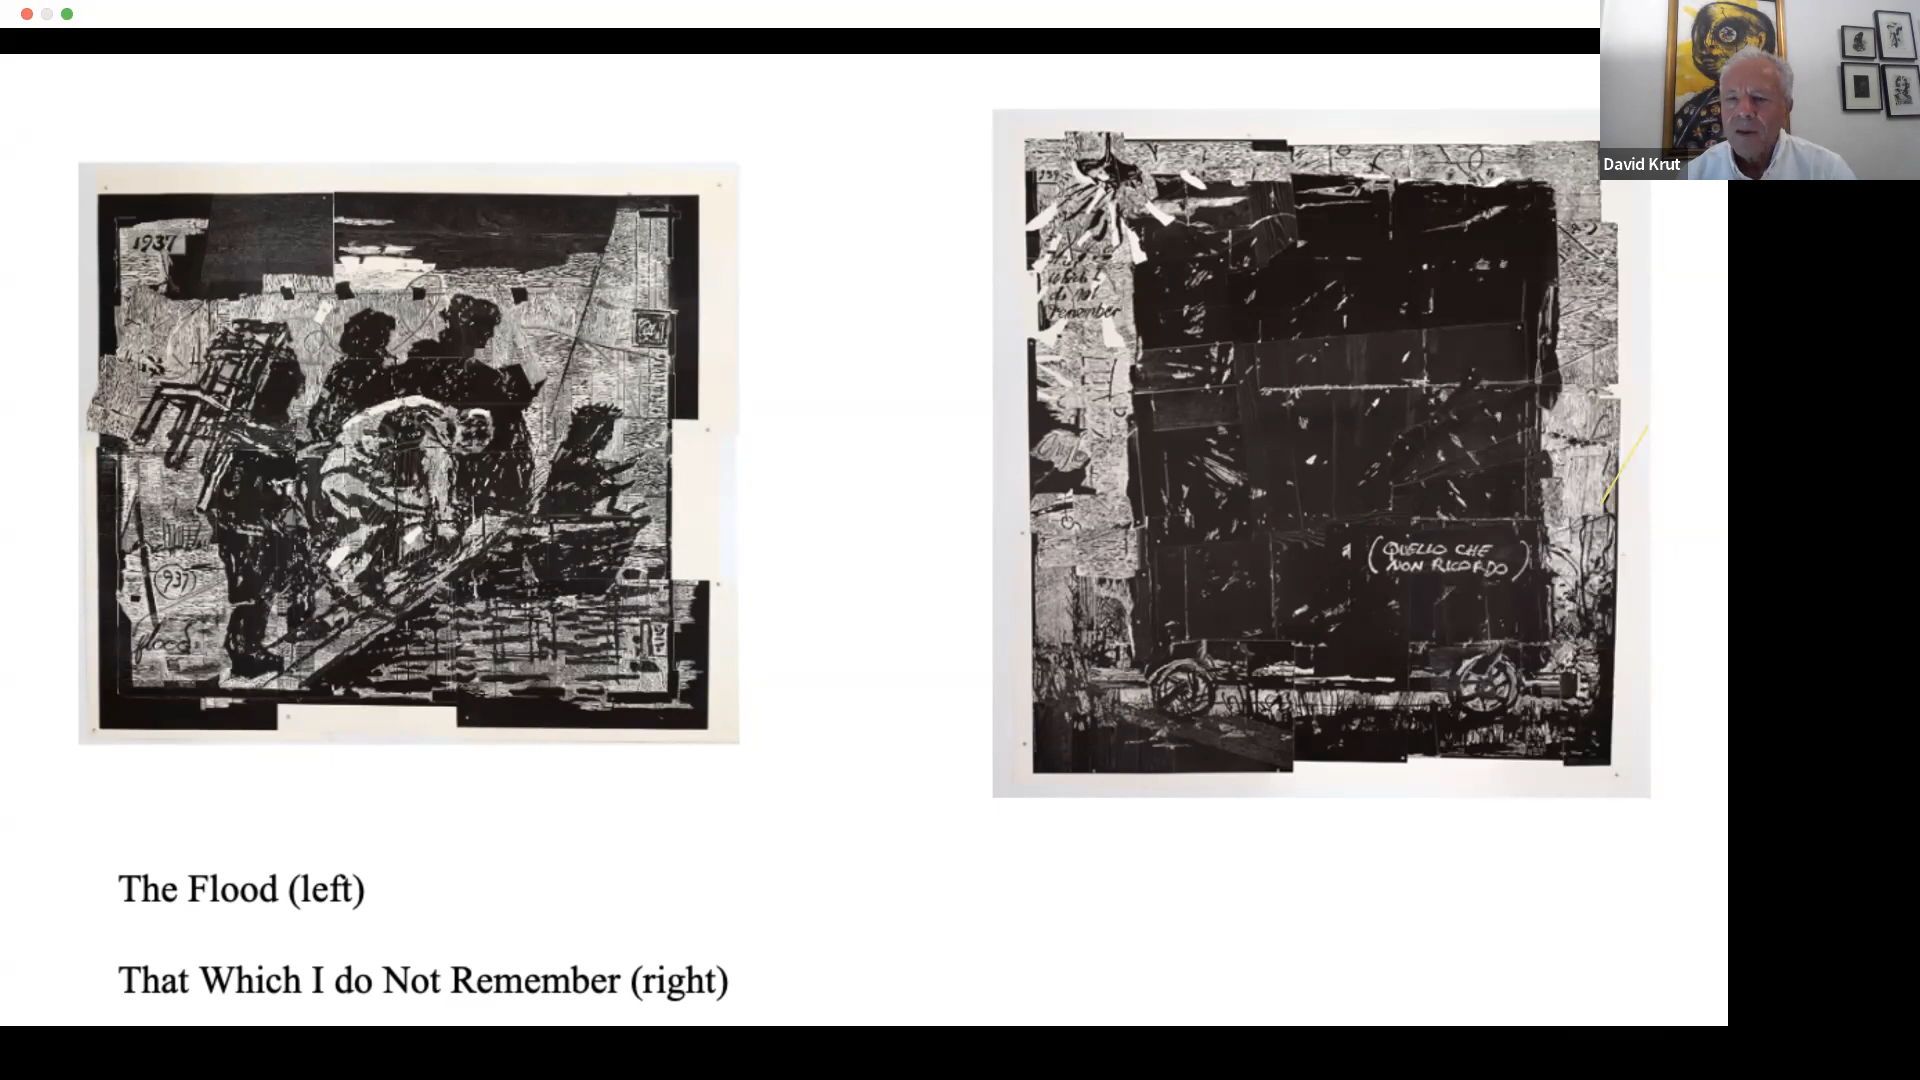 David Krut
1937
937
flood
which I
do not
remember
(QUELLO CHE
NON RICORDO)
The Flood (left)
That Which I do Not Remember (right)